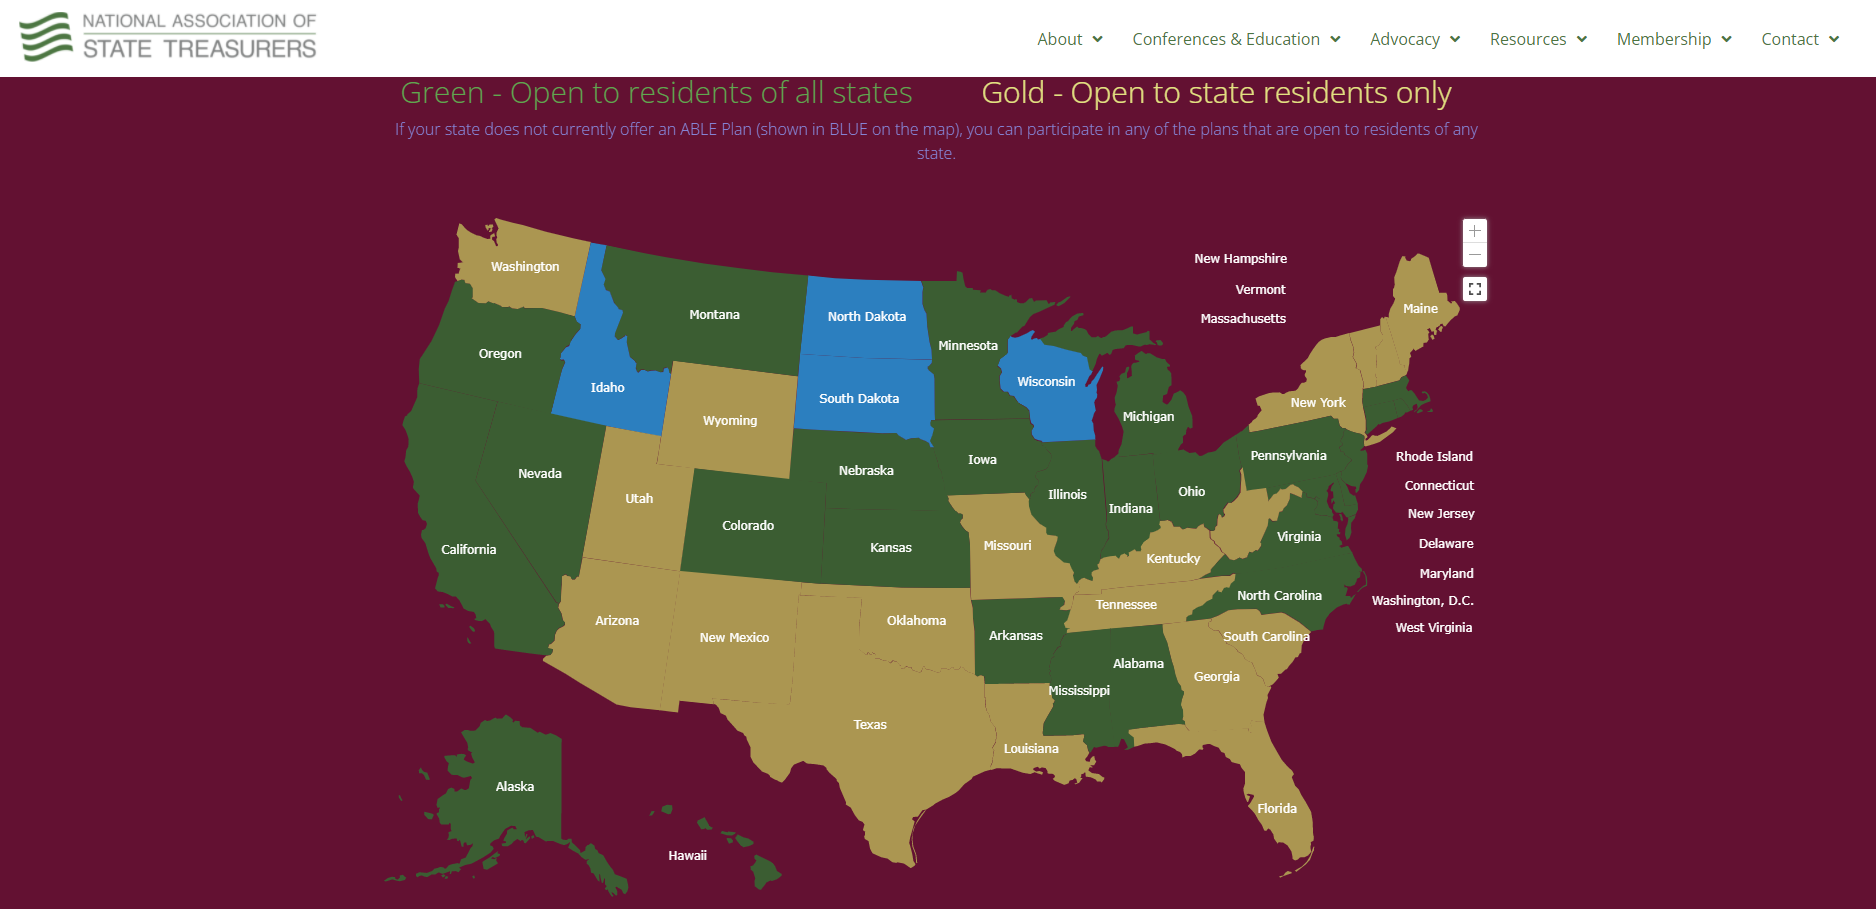 NATIONAL ASSOCIATION OF
STATE TREASURERS
About
Conferences & Education
Advocacy
Resources
Membership
Contact
Green - Open to residents of all states
Gold - Open to state residents only
If your state does not currently offer an ABLE Plan (shown in BLUE on the map), you can participate in any of the plans that are open to residents of any
state.
New Hampshire
Washington
Vermont
Maine
Montana
North Dakota
Massachusetts
Minnesota
Oregon
Wisconsin
Idaho
South Dakota
New York
Michigan
Wyoming
Pennsylvania
Rhode Island
Iowa
Nebraska
Nevada
Connecticut
Ohio
Illinois
Utah
Indiana
New Jersey
Colorado
Virginia
Delaware
Missouri
Kansas
California
Kentucky
Maryland
North Carolina
Washington, D.C.
Tennessee
Arizona
Oklahoma
West Virginia
Arkansas
South Carolina
New Mexico
Alabama
Georgia
Mississippi
Texas
Louisiana
Alaska
Florida
Hawaii